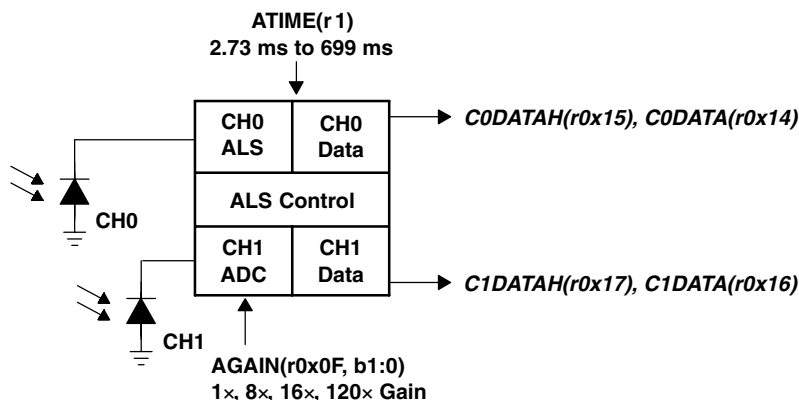 ATIME(r 1)
2.73 ms to 699 ms
CH0
ALS
CH0
Data
C0DATAH(r0x15), C0DATA(r0x14)
CH0
ALS Control
CH1
ADC
CH1
Data
C1DATAH(r0x17), C1DATA(r0x16)
CH1
AGAIN(r0x0F, b1:0)
1×, 8×, 16×, 120× Gain